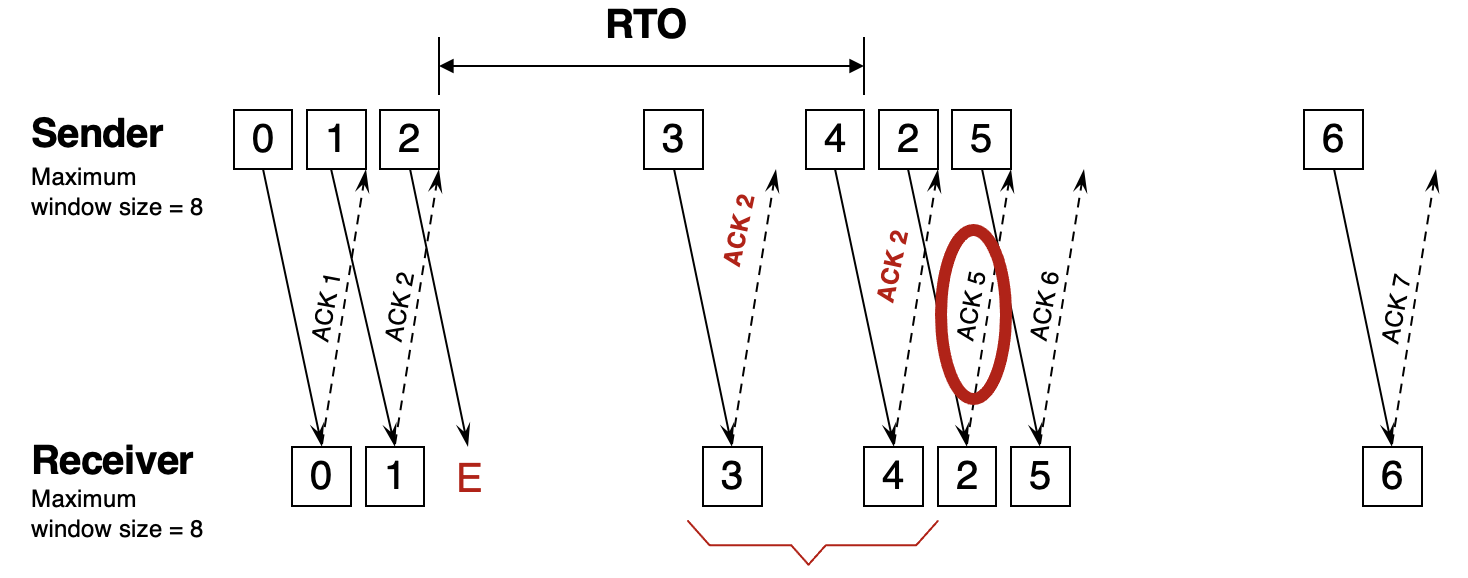 RTO
Sender
Maximum
window size = 8
0 1 2 3 4 2 5 6
ACK 1 ACK 2 ACK 2 ACK 2 ACK 5 ACK 6 ACK 7
Receiver
Maximum
window size = 8
0 1 E 3 4 2 5 6